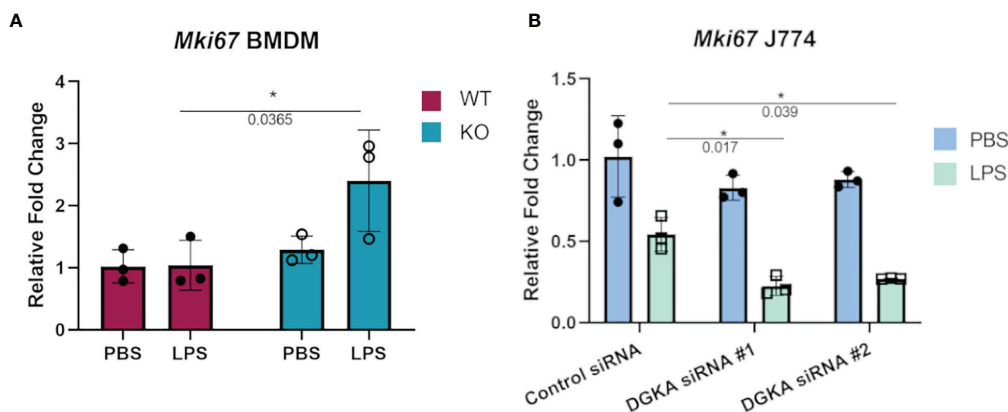 A
Mki67 BMDM
Relative Fold Change
4
3
2
1
0
*
0.0365
WT
KO
PBS
LPS
PBS
LPS
B
Mki67 J774
Relative Fold Change
1.5
1.0
0.5
0.0
*
0.039
*
0.017
PBS
LPS
Control siRNA
DGKA siRNA #1
DGKA siRNA #2